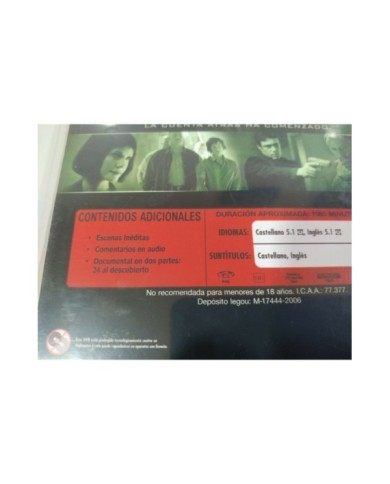 LA CUENTA ATRÁS HA COMENZADO
CONTENIDOS ADICIONALES
• Escenas inéditas
• Comentarios en audio
• Documental en dos partes:
24 al descubierto
DURACIÓN APROXIMADA:
IDIOMAS: Castellano 5.1, Inglés 5.1
SUBTÍTULOS: Castellano, Inglés
No recomendada para menores de 18 años. I.C.A.A.: 77.377.
Depósito legou: M-17444-2006